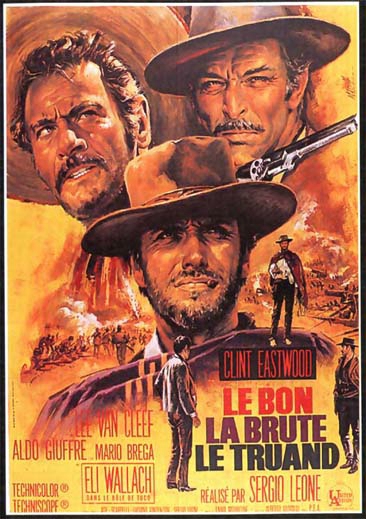 CLINT EASTWOOD
LE BON
LA BRUTE
LE TRUAND
LEE VAN CLEEF
ALDO GIUFFRE MARIO BREGA
ELI WALLACH
DANS LE RÔLE DE TUCO
TECHNICOLOR ®
TECHNISCOPE ®
RÉALISÉ PAR SERGIO LEONE
P.E.A.